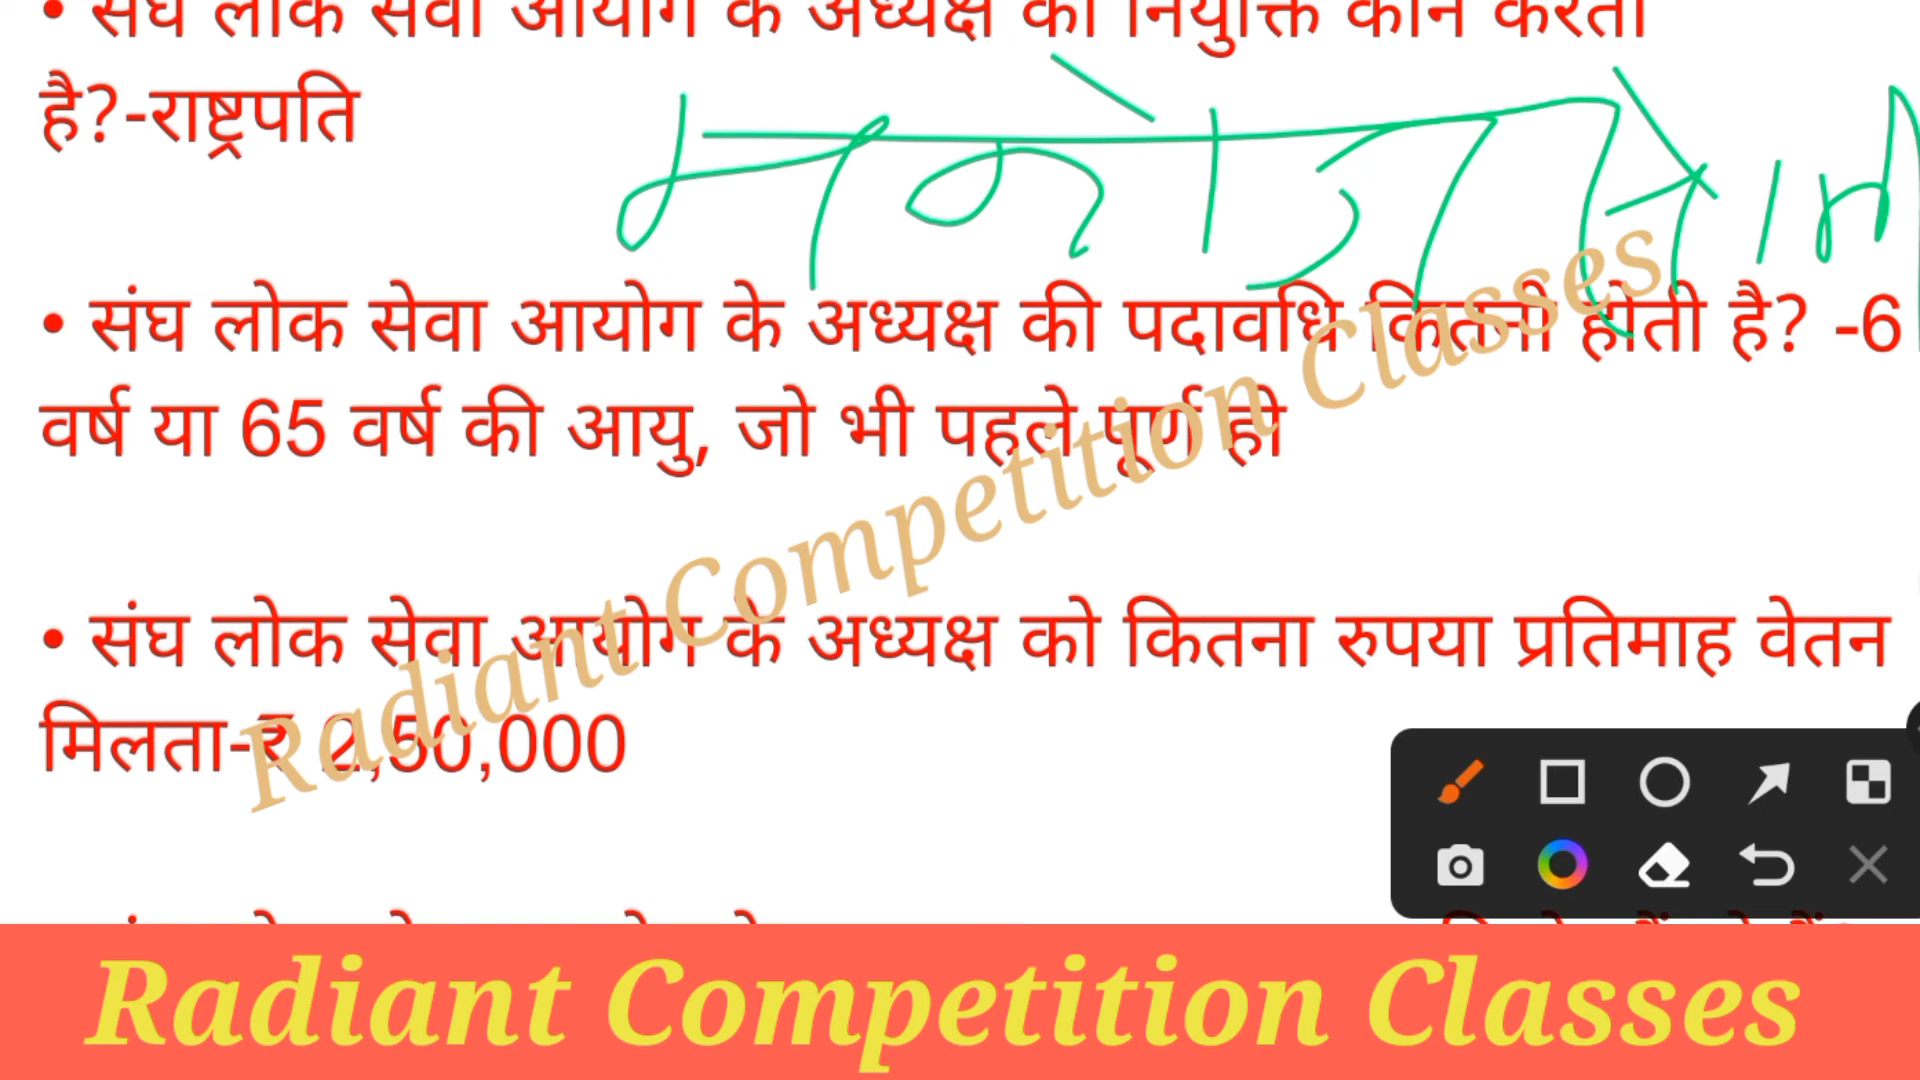 • संघ लोक सेवा आयोग के अध्यक्ष की नियुक्ति कौन करता
है?-राष्ट्रपति
मनोज सोनी
• संघ लोक सेवा आयोग के अध्यक्ष की पदावधि कितनी होती है? -6
वर्ष या 65 वर्ष की आयु, जो भी पहले पूर्ण हो
• संघ लोक सेवा आयोग के अध्यक्ष को कितना रुपया प्रतिमाह वेतन
मिलता-₹ 2,50,000
Radiant Competition Classes
Radiant Competition Classes